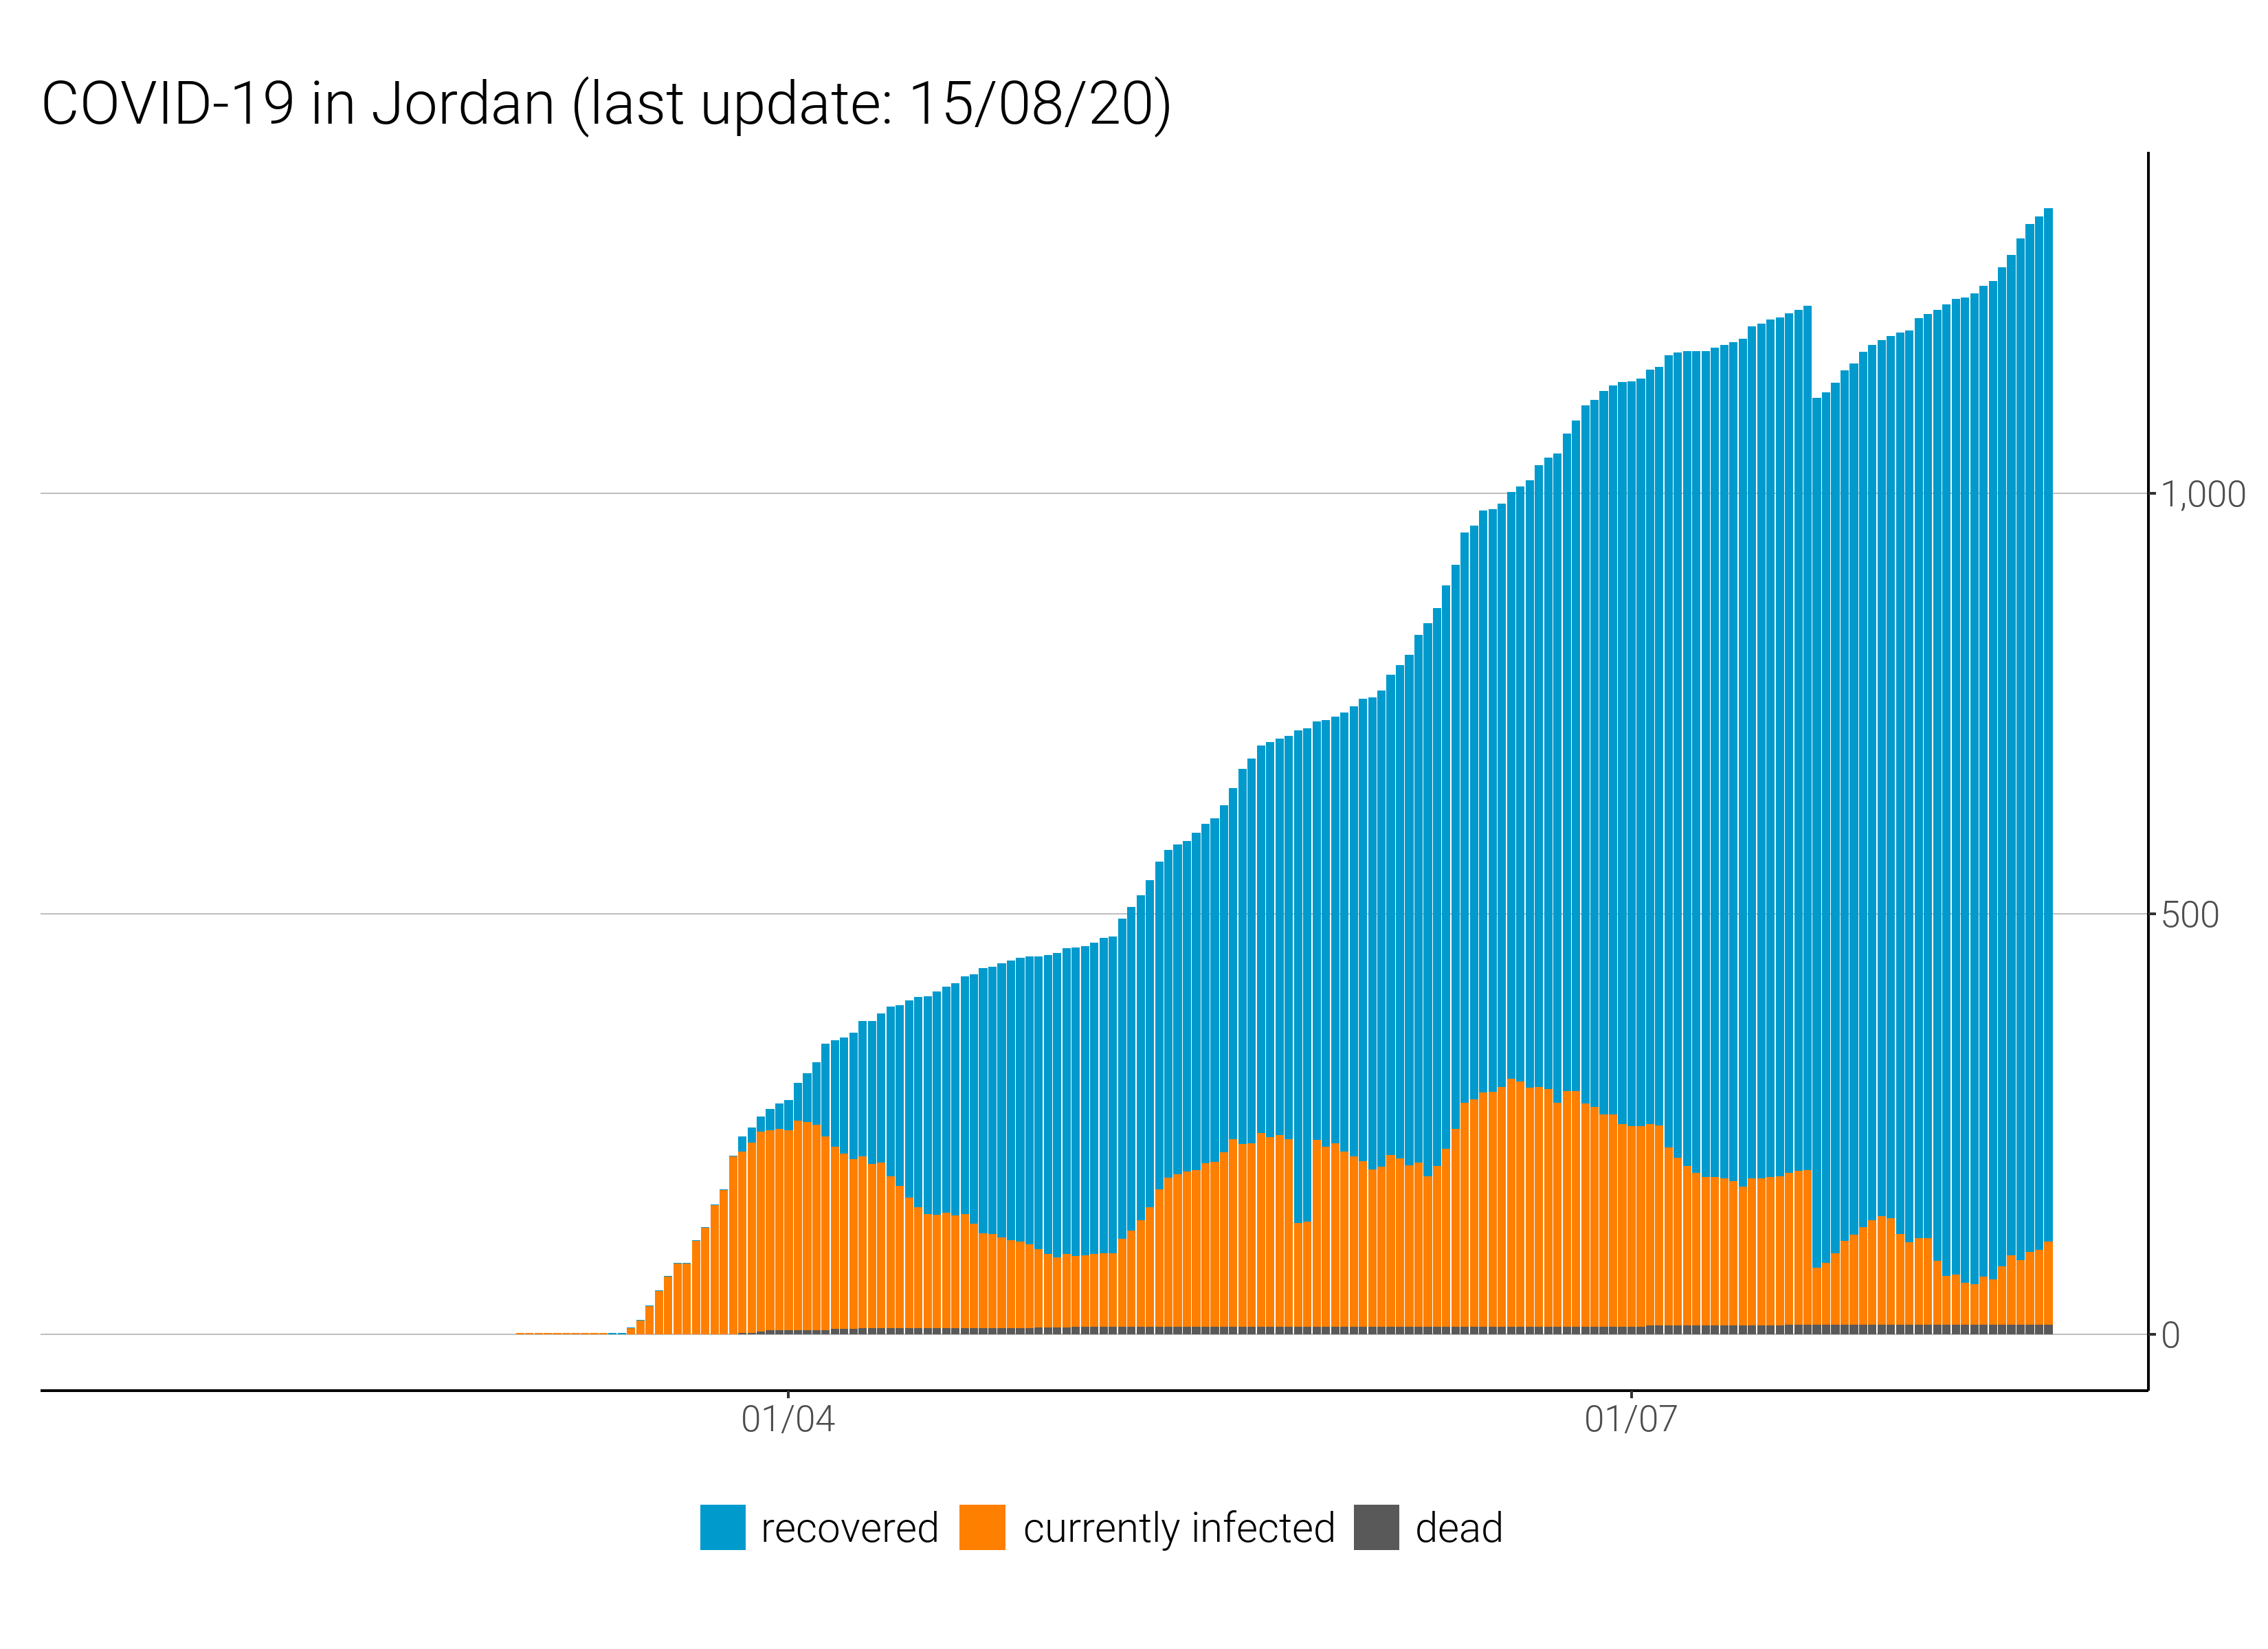 COVID-19 in Jordan (last update: 15/08/20)
1,000
500
0
01/04 01/07
recovered currently infected dead